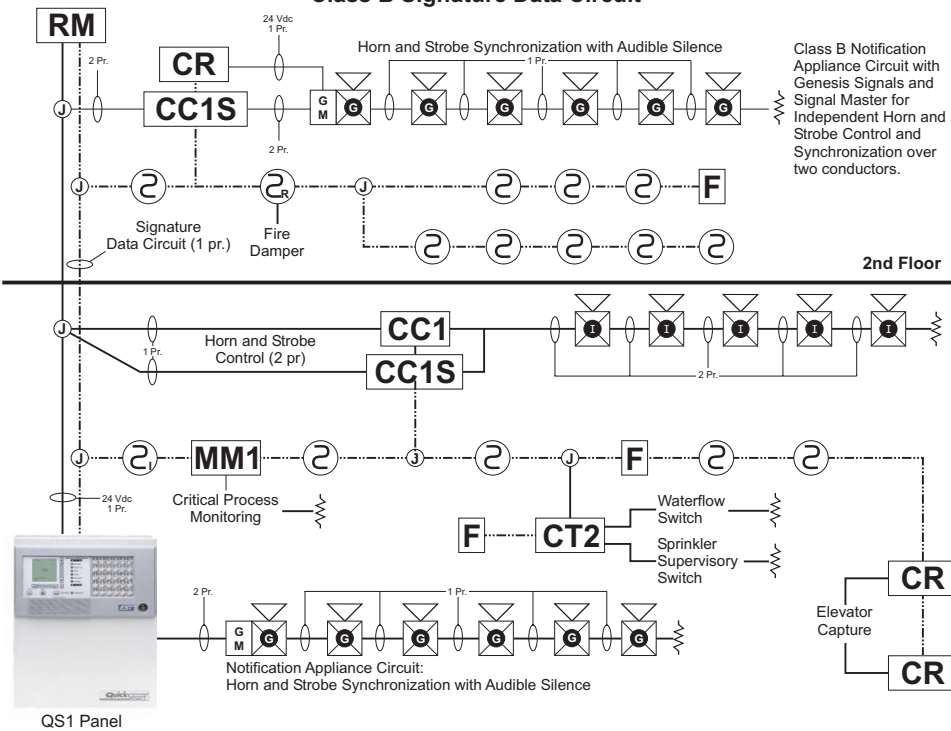 Class B Signature Data Circuit
RM
24 Vdc
1 Pr.
2 Pr.
CR
CC1S
2 Pr.
Horn and Strobe Synchronization with Audible Silence
1 Pr.
G
M
G G G G G G
Class B Notification
Appliance Circuit with
Genesis Signals and
Signal Master for
Independent Horn and
Strobe Control and
Synchronization over
two conductors.
J
J
R
J
F
Signature
Data Circuit (1 pr.)
Fire
Damper
2nd Floor
J
1 Pr.
Horn and Strobe
Control (2 pr)
CC1
CC1S
I I I I I
2 Pr.
J
I
MM1
J
J
F
Critical Process
Monitoring
24 Vdc
1 Pr.
F
CT2
Waterflow
Switch
Sprinkler
Supervisory
Switch
CR
Elevator
Capture
CR
2 Pr.
1 Pr.
G
M
G G G G G G
Notification Appliance Circuit:
Horn and Strobe Synchronization with Audible Silence
EST
QS1 Panel